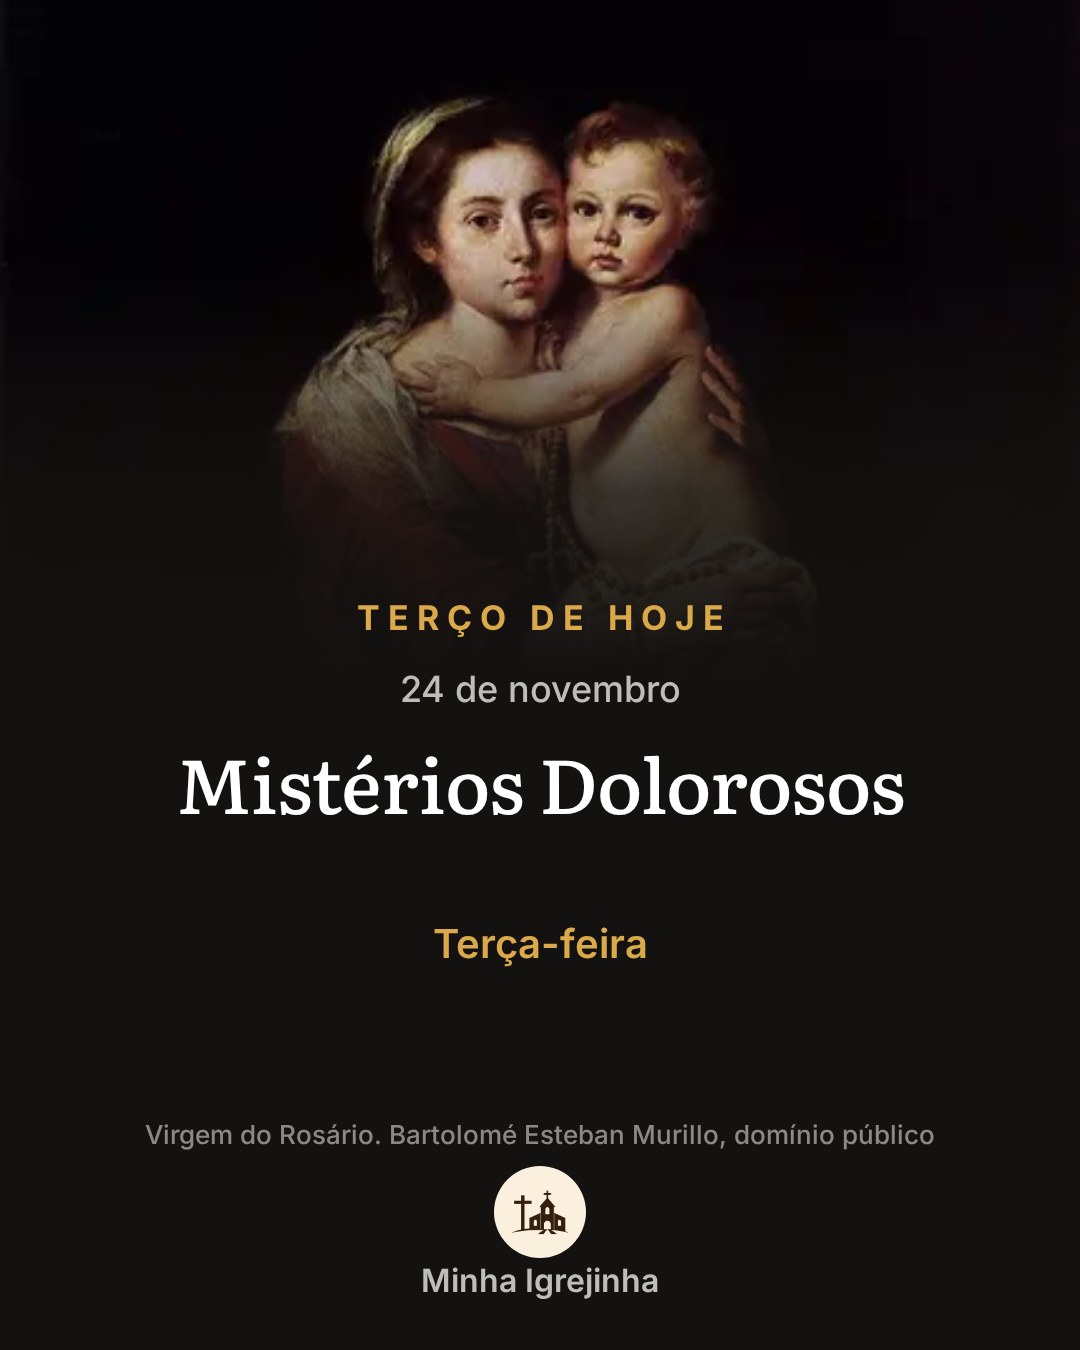 TERÇO DE HOJE
24 de novembro
Mistérios Dolorosos
Terça-feira
Virgem do Rosário. Bartolomé Esteban Murillo, domínio público
Minha Igrejinha